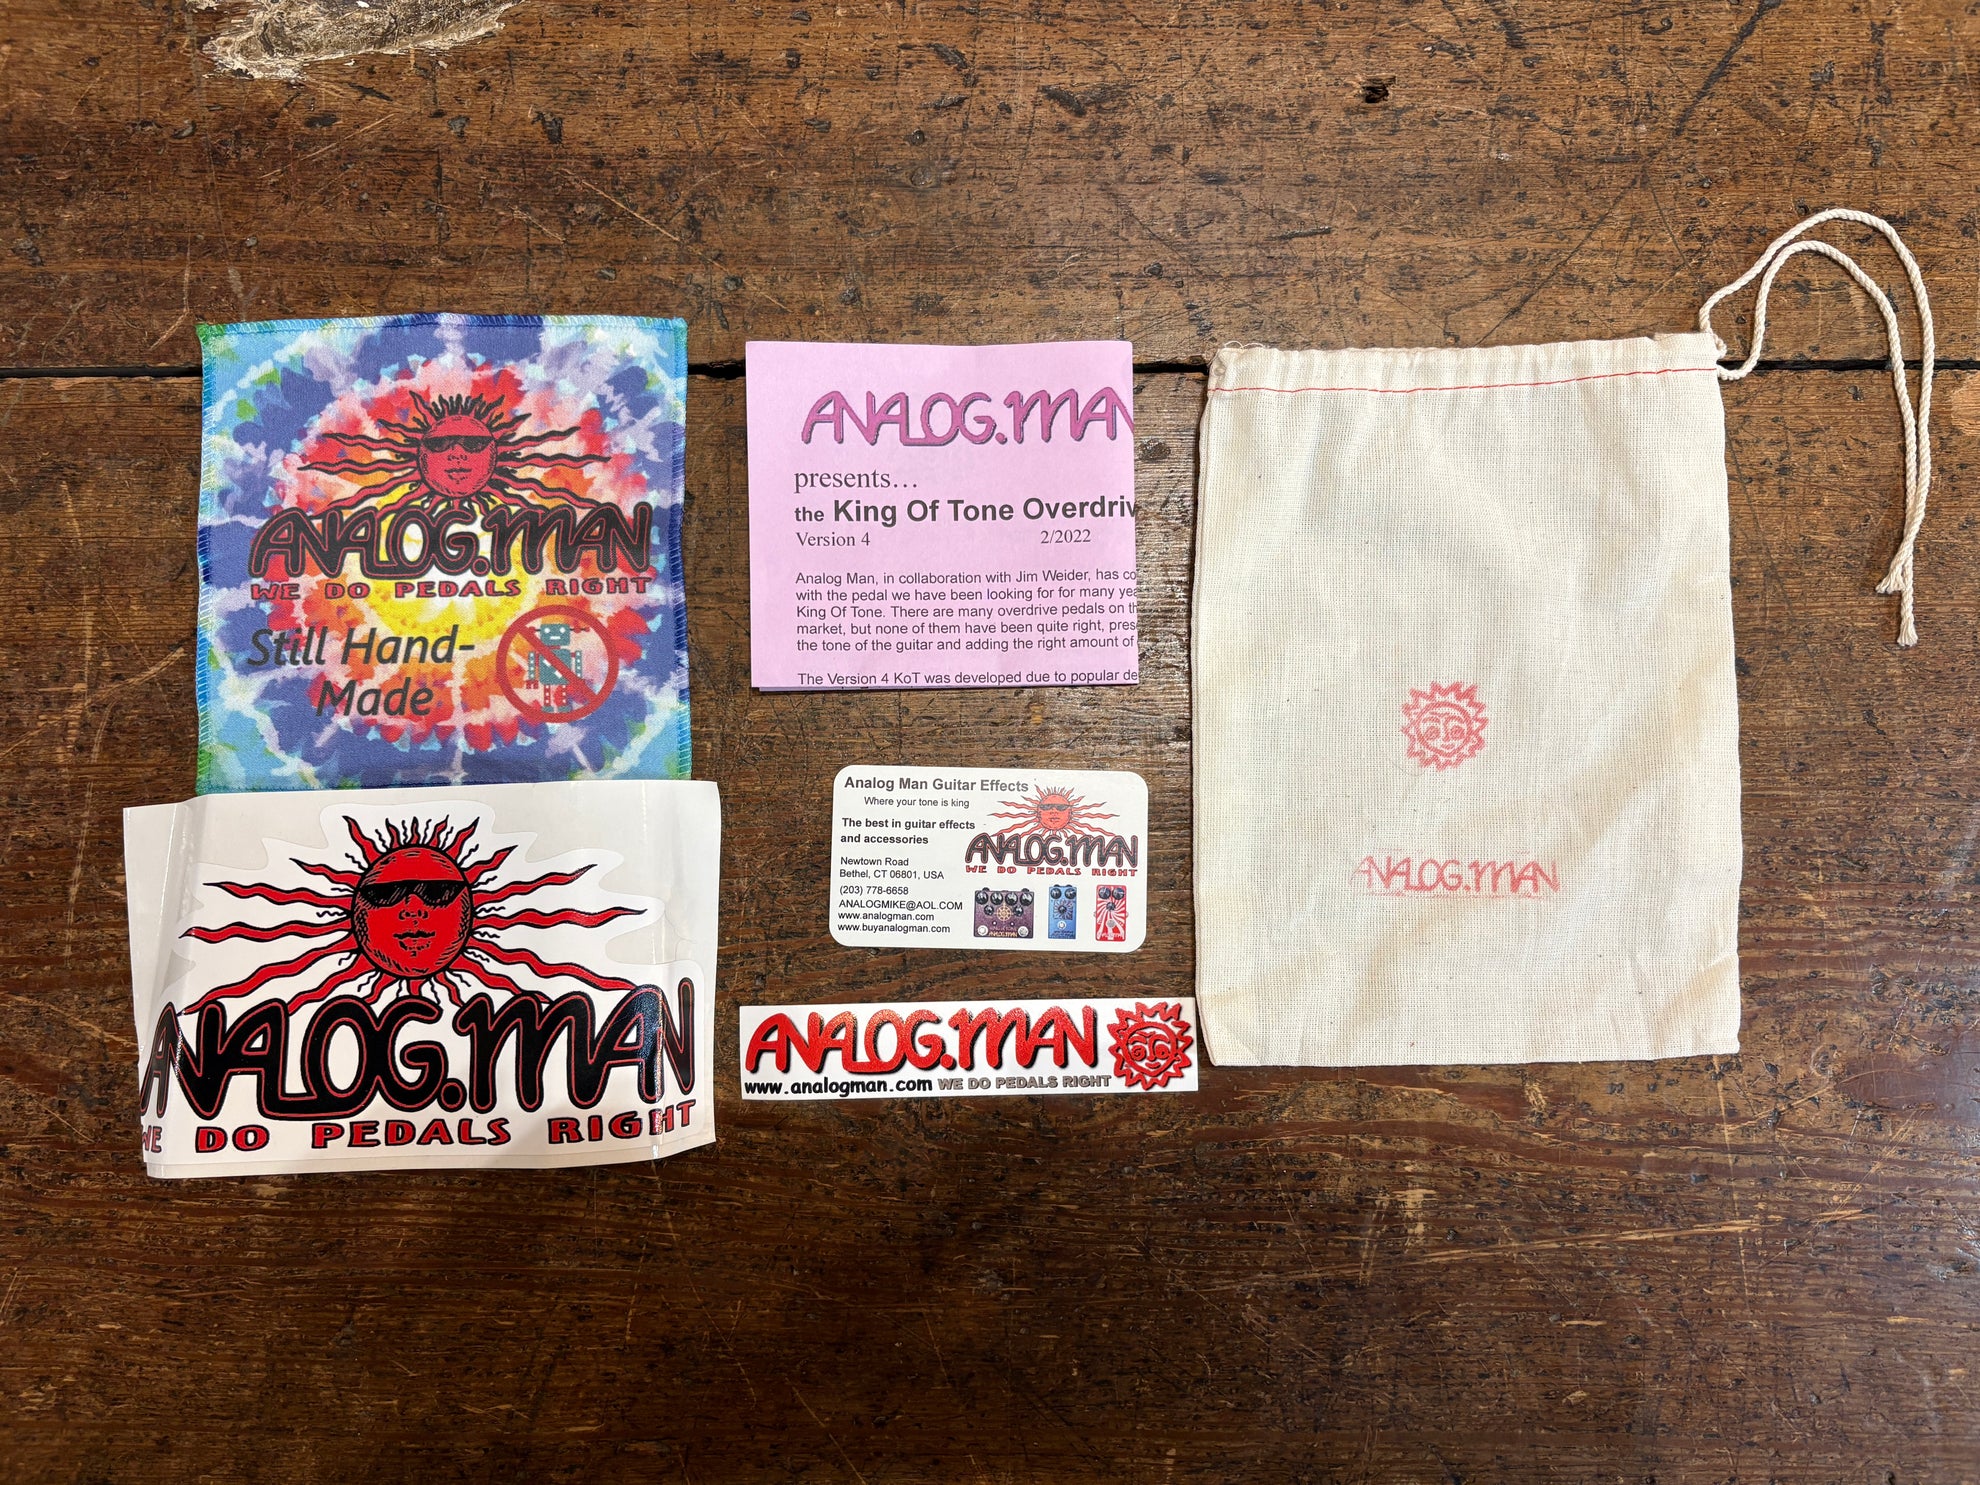 ANALOG.MAN
WE DO PEDALS RIGHT
Still Hand-
Made
ANALOG.MAN
WE DO PEDALS RIGHT
ANALOG.MAN
presents...
the King Of Tone Overdriv
Version 4 2/2022
Analog Man, in collaboration with Jim Weider, has co
with the pedal we have been looking for for many yea
King Of Tone. There are many overdrive pedals on th
market, but none of them have been quite right, pres
the tone of the guitar and adding the right amount of
The Version 4 KoT was developed due to popular de
Analog Man Guitar Effects
Where your tone is king
The best in guitar effects
and accessories
Newtown Road
Bethel, CT 06801, USA
(203) 778-6658
ANALOGMIKE@AOL.COM
www.analogman.com
www.buyanalogman.com
ANALOG.MAN
WE DO PEDALS RIGHT
ANALOG.MAN
www.analogman.com WE DO PEDALS RIGHT
ANALOG.MAN